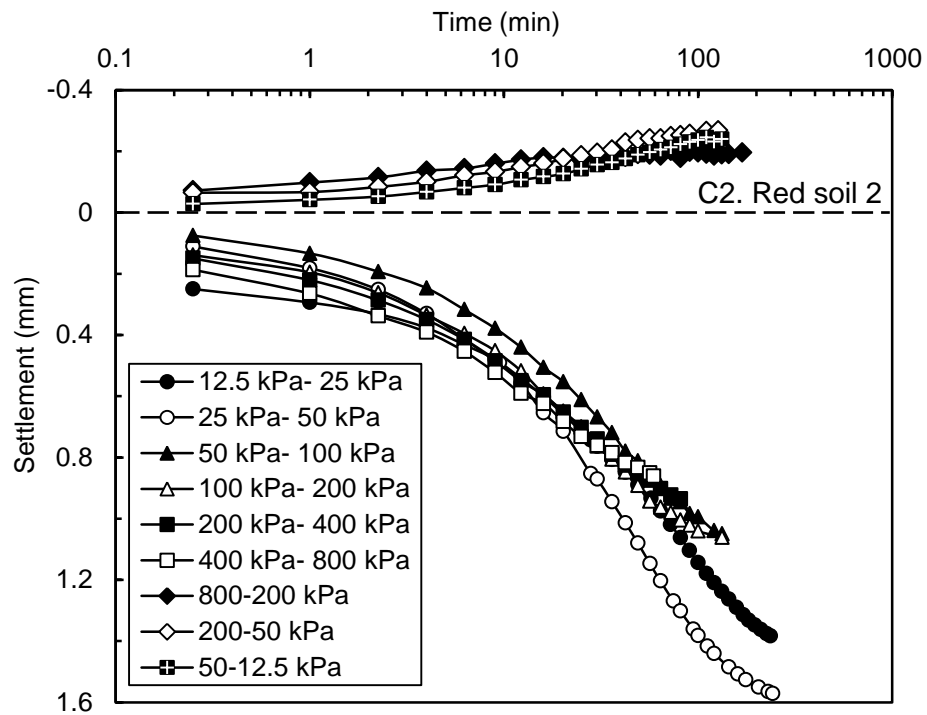 Time (min)
0.1 1 10 100 1000
-0.4
0
0.4
0.8
1.2
1.6
Settlement (mm)
C2. Red soil 2
12.5 kPa- 25 kPa
25 kPa- 50 kPa
50 kPa- 100 kPa
100 kPa- 200 kPa
200 kPa- 400 kPa
400 kPa- 800 kPa
800-200 kPa
200-50 kPa
50-12.5 kPa